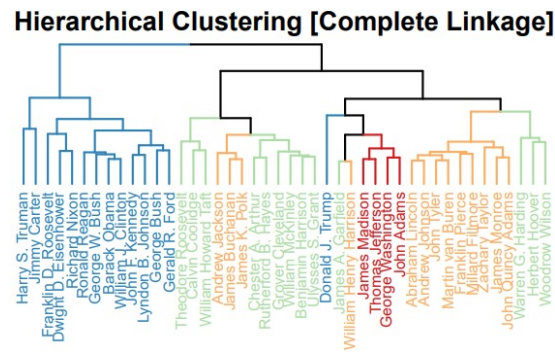 Hierarchical Clustering [Complete Linkage]
Harry S. Truman
Jimmy Carter
Franklin D. Roosevelt
Dwight D. Eisenhower
Richard Nixon
Ronald Reagan
George W. Bush
Barack Obama
William J. Clinton
John F. Kennedy
Lyndon B. Johnson
George Bush
Gerald R. Ford
Theodore Roosevelt
Calvin Coolidge
William Howard Taft
Andrew Jackson
James Buchanan
James K. Polk
Chester A. Arthur
Rutherford B. Hayes
Grover Cleveland
William McKinley
Benjamin Harrison
Ulysses S. Grant
Donald J. Trump
James A. Garfield
William Henry Harrison
James Madison
Thomas Jefferson
George Washington
John Adams
Abraham Lincoln
Andrew Johnson
John Tyler
Martin Van Buren
Franklin Pierce
Millard Fillmore
Zachary Taylor
James Monroe
John Quincy Adams
Warren G. Harding
Herbert Hoover
Woodrow Wilson